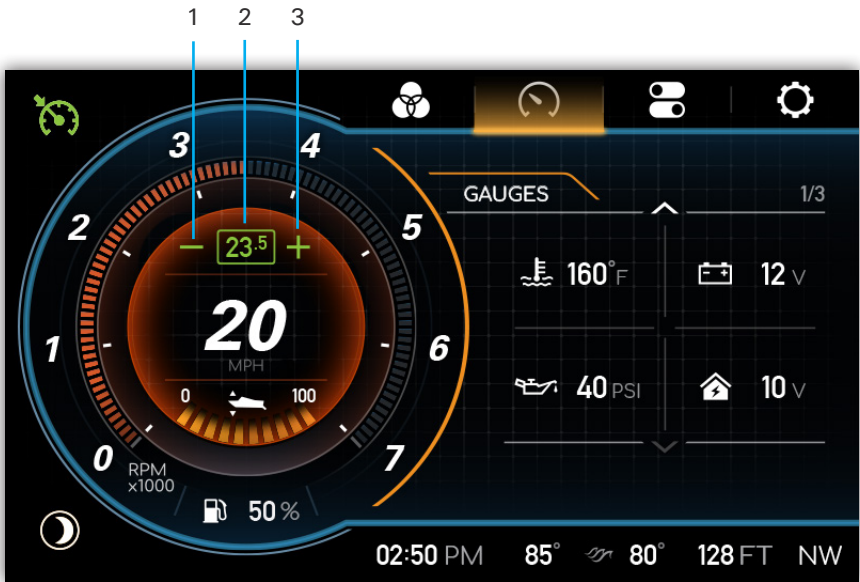 1 2 3
3 4
GAUGES 1/3
2 5
− 23.5 +
160°F 12 V
20
1 6
MPH
0 100
40 PSI 10 V
0 7
RPM
x1000
50 %
02:50 PM 85° 80° 128 FT NW